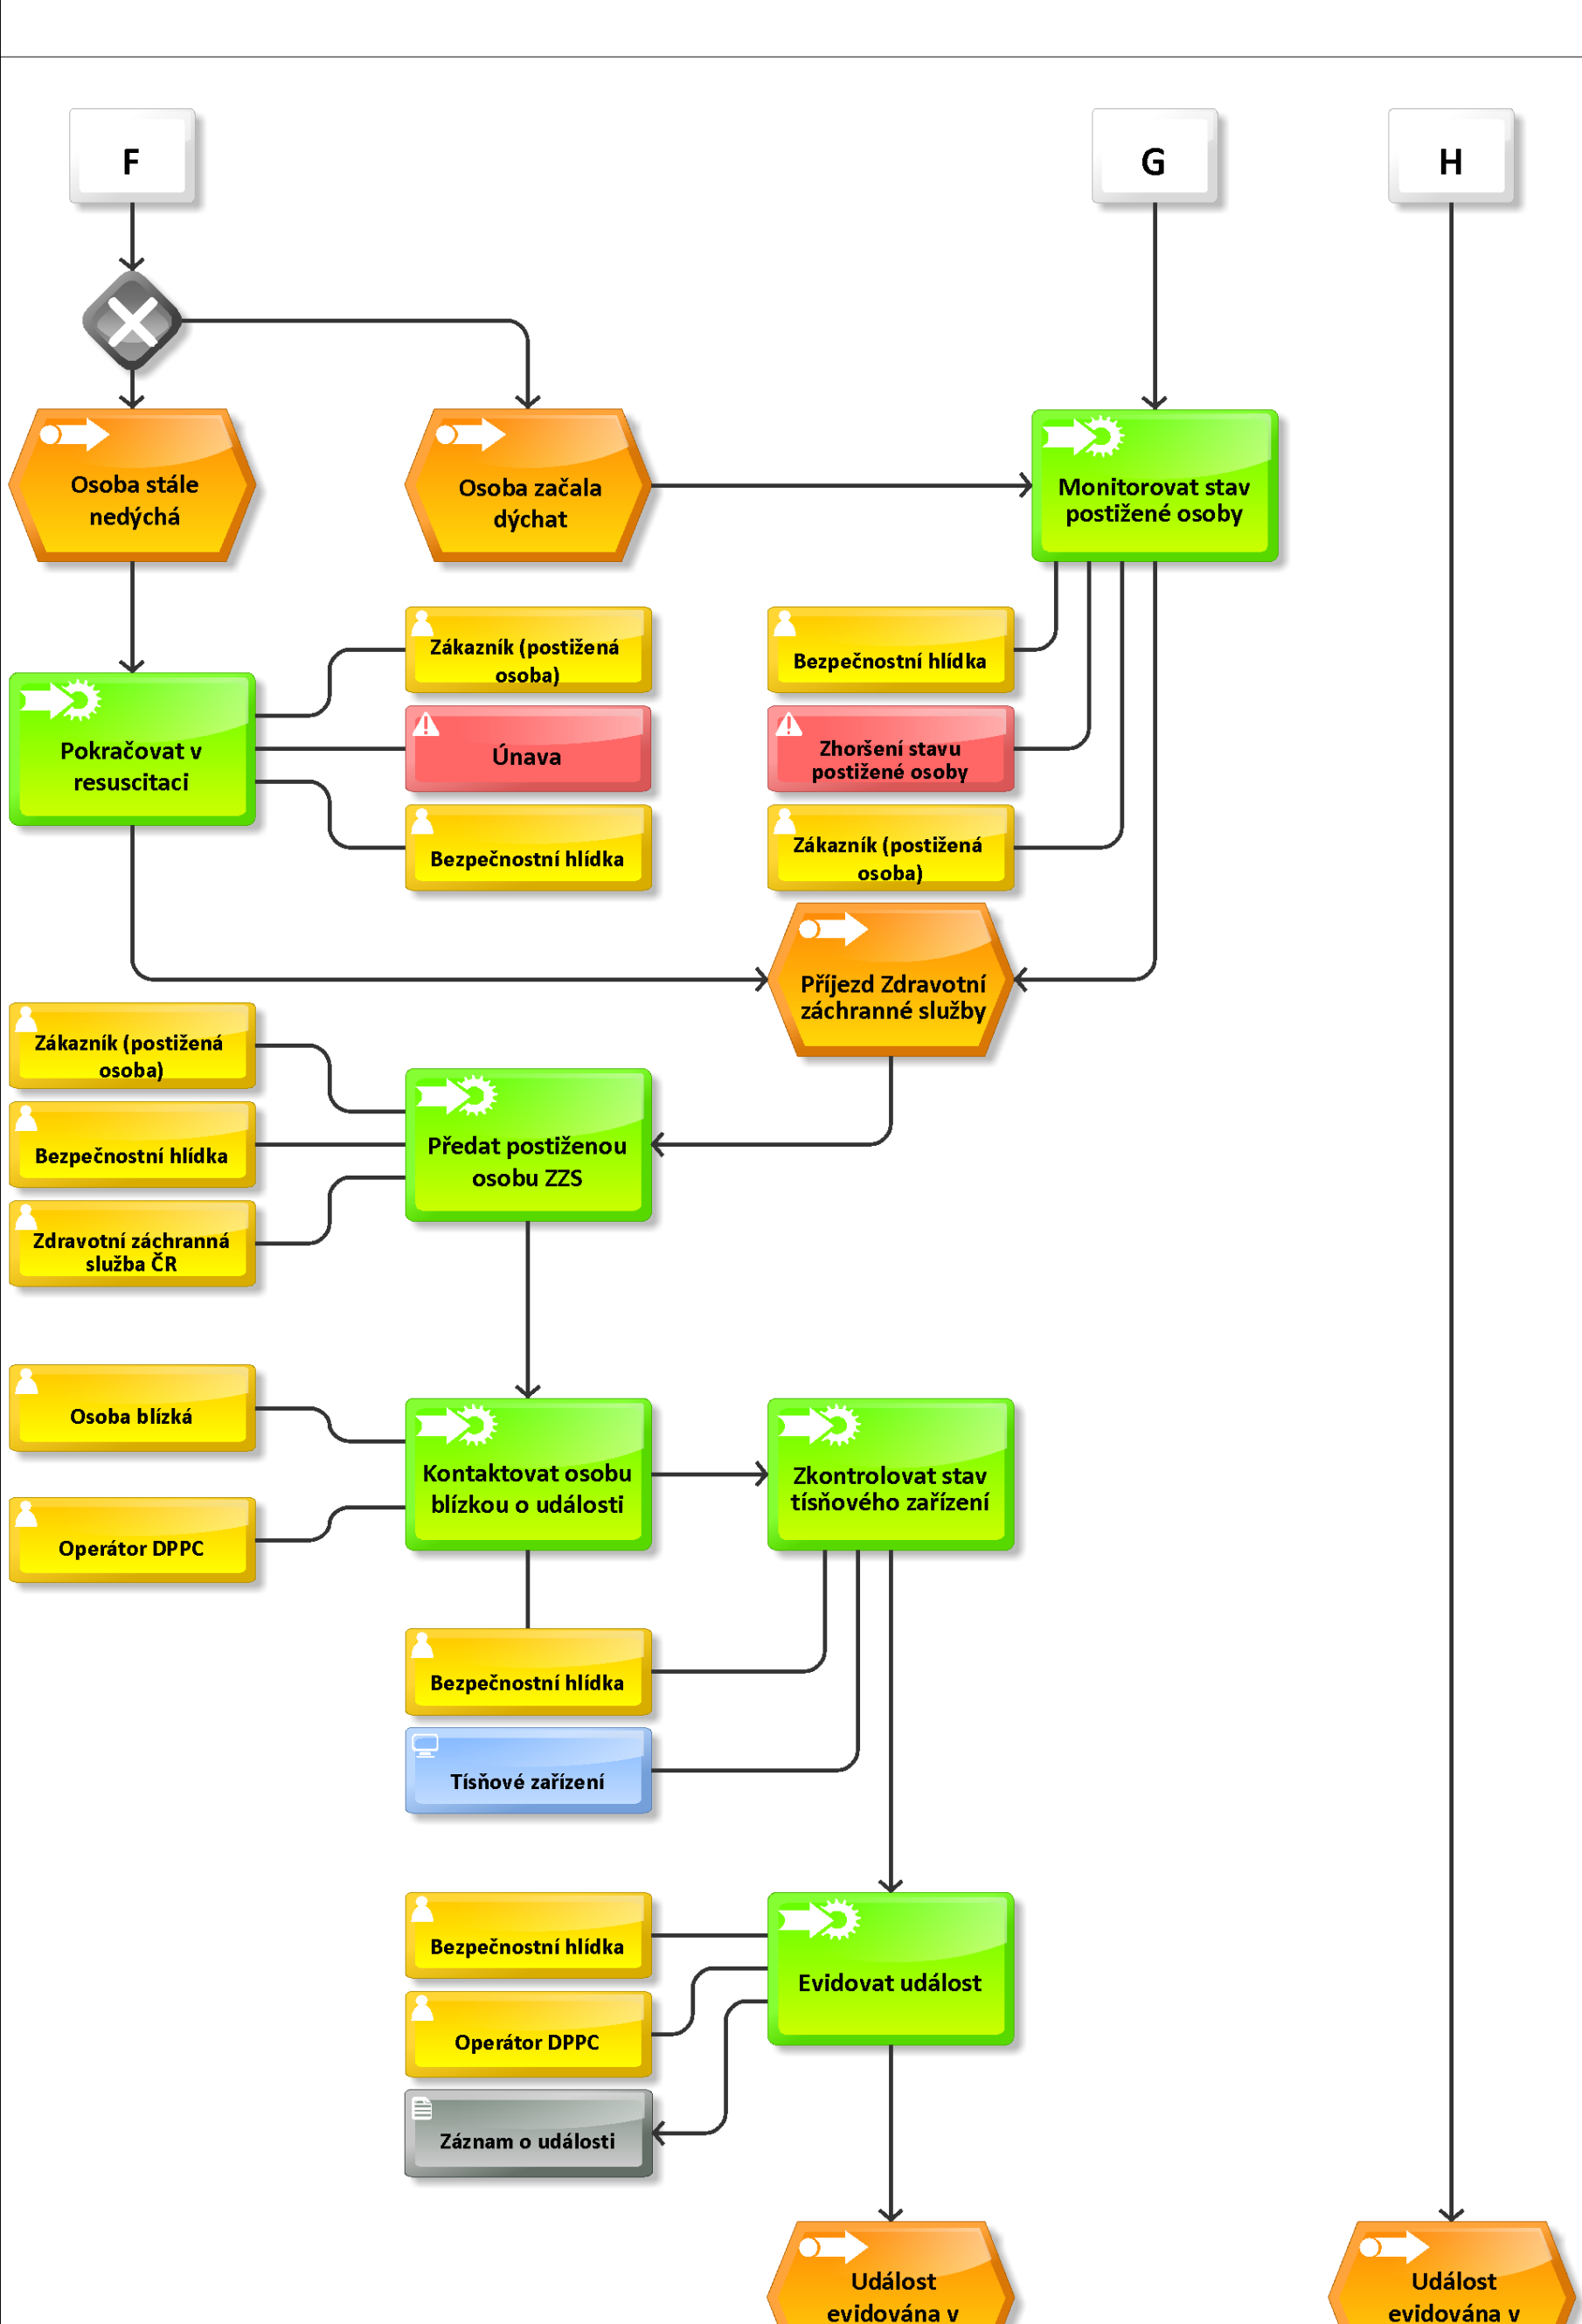 F
G
H
Osoba stále
nedýchá
Osoba začala
dýchat
Monitorovat stav
postižené osoby
Zákazník (postižená
osoba)
Bezpečnostní hlídka
Pokračovat v
resuscitaci
Únava
Zhoršení stavu
postižené osoby
Bezpečnostní hlídka
Zákazník (postižená
osoba)
Příjezd Zdravotní
záchranné služby
Zákazník (postižená
osoba)
Bezpečnostní hlídka
Předat postiženou
osobu ZZS
Zdravotní záchranná
služba ČR
Osoba blízká
Kontaktovat osobu
blízkou o události
Zkontrolovat stav
tísňového zařízení
Operátor DPPC
Bezpečnostní hlídka
Tísňové zařízení
Bezpečnostní hlídka
Evidovat událost
Operátor DPPC
Záznam o události
Událost
evidována v
Událost
evidována v